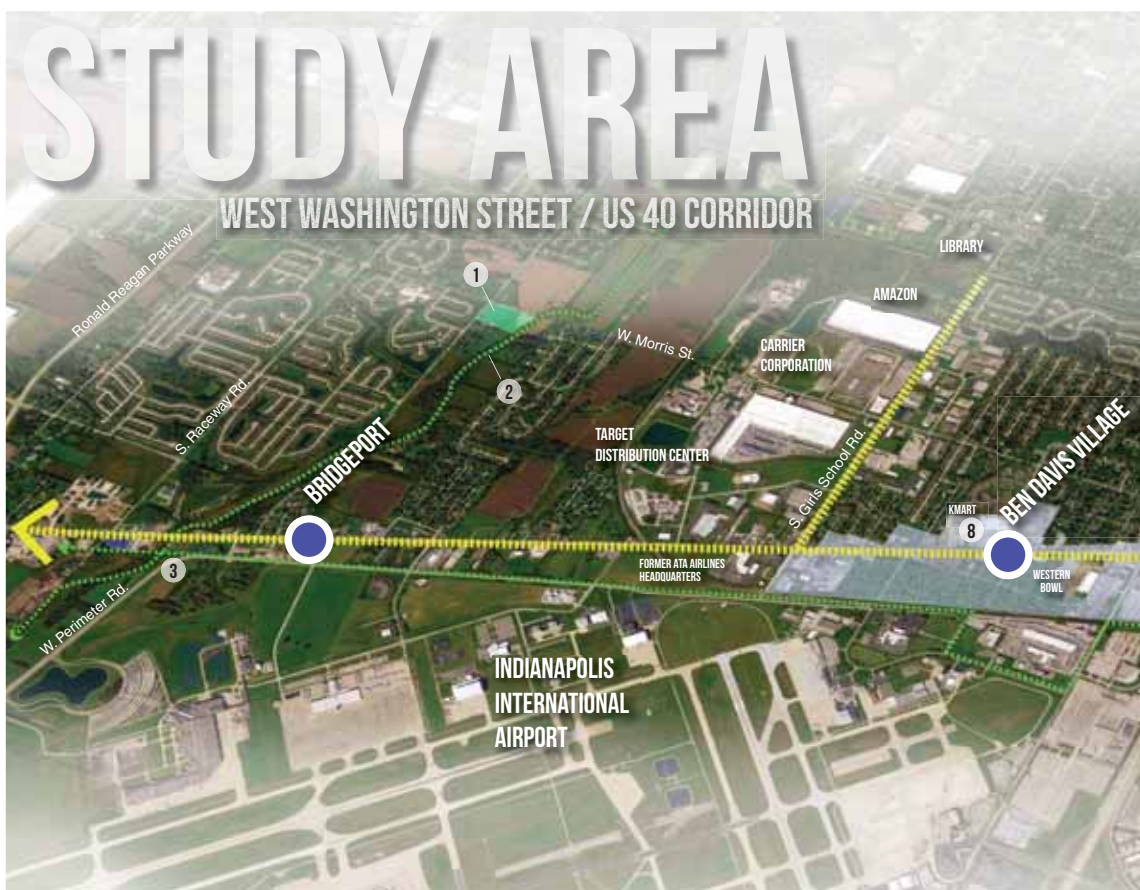 STUDY AREA
WEST WASHINGTON STREET / US 40 CORRIDOR
Ronald Reagan Parkway
LIBRARY
1
AMAZON
W. Morris St.
CARRIER
CORPORATION
2
S. Raceway Rd.
BRIDGEPORT
TARGET
DISTRIBUTION CENTER
S. Girls School Rd.
BEN DAVIS VILLAGE
KMART
8
3
FORMER ATA AIRLINES
HEADQUARTERS
WESTERN
BOWL
W. Perimeter Rd.
INDIANAPOLIS
INTERNATIONAL
AIRPORT